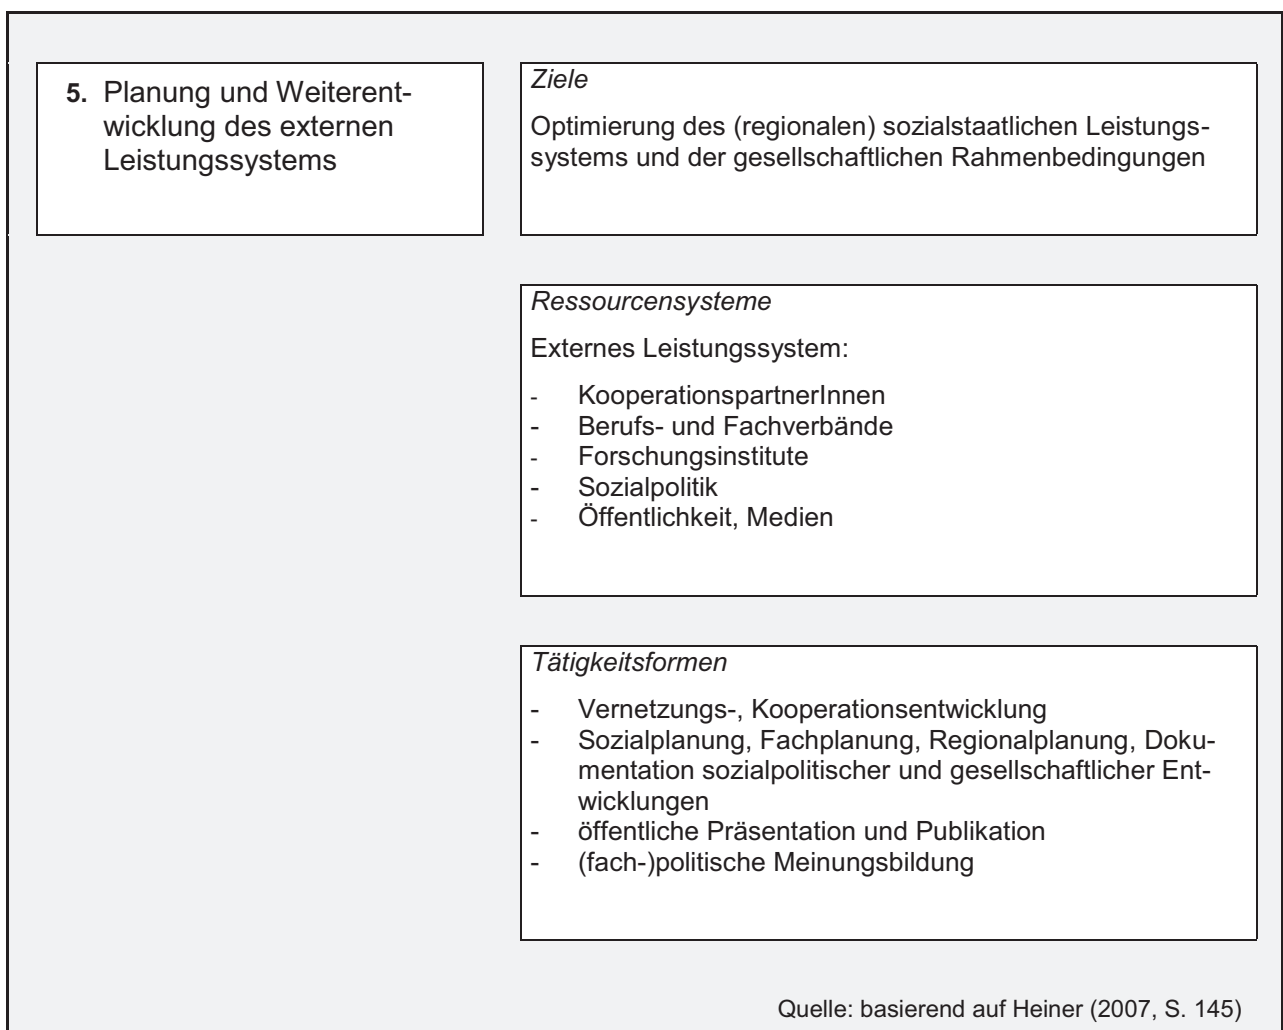 5. Planung und Weiterent-
wicklung des externen
Leistungssystems
Ziele
Optimierung des (regionalen) sozialstaatlichen Leistungs-
systems und der gesellschaftlichen Rahmenbedingungen
Ressourcensysteme
Externes Leistungssystem:
- KooperationspartnerInnen
- Berufs- und Fachverbände
- Forschungsinstitute
- Sozialpolitik
- Öffentlichkeit, Medien
Tätigkeitsformen
- Vernetzungs-, Kooperationsentwicklung
- Sozialplanung, Fachplanung, Regionalplanung, Doku-
mentation sozialpolitischer und gesellschaftlicher Ent-
wicklungen
- öffentliche Präsentation und Publikation
- (fach-)politische Meinungsbildung
Quelle: basierend auf Heiner (2007, S. 145)